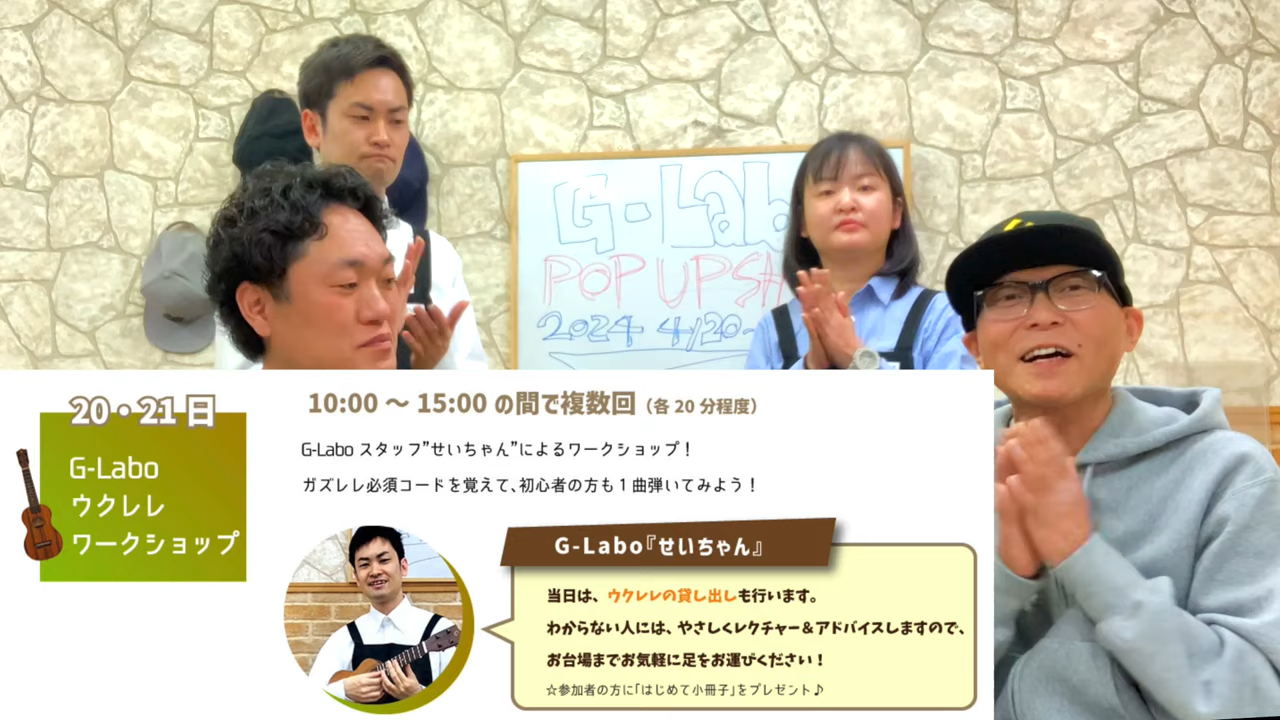 G-Lab
POP UP SH
2024 4/20~
20・21日
G-Labo
ウクレレ
ワークショップ
10:00 ～ 15:00 の間で複数回（各 20 分程度）
G-Labo スタッフ”せいちゃん”によるワークショップ！
ガズレレ必須コードを覚えて、初心者の方も１曲弾いてみよう！
G-Labo『せいちゃん』
当日は、ウクレレの貸し出しも行います。
わからない人には、やさしくレクチャー＆アドバイスしますので、
お台場までお気軽に足をお運びください！
☆参加者の方に「はじめて小冊子」をプレゼント♪